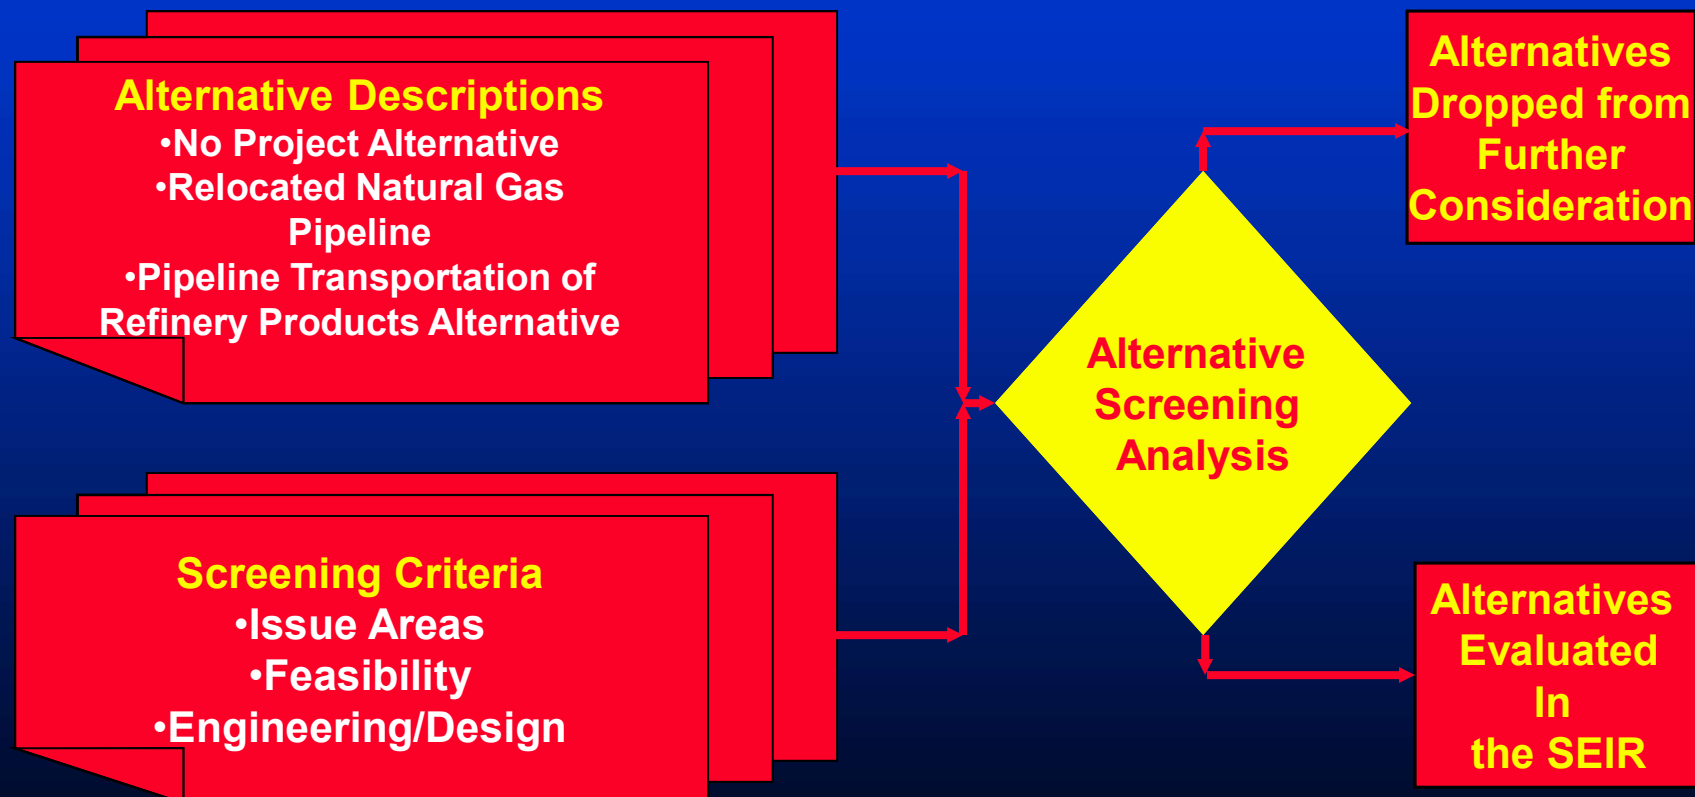 Alternative Descriptions
•No Project Alternative
•Relocated Natural Gas
Pipeline
•Pipeline Transportation of
Refinery Products Alternative
Screening Criteria
•Issue Areas
•Feasibility
•Engineering/Design
Alternative
Screening
Analysis
Alternatives
Dropped from
Further
Consideration
Alternatives
Evaluated
In
the SEIR